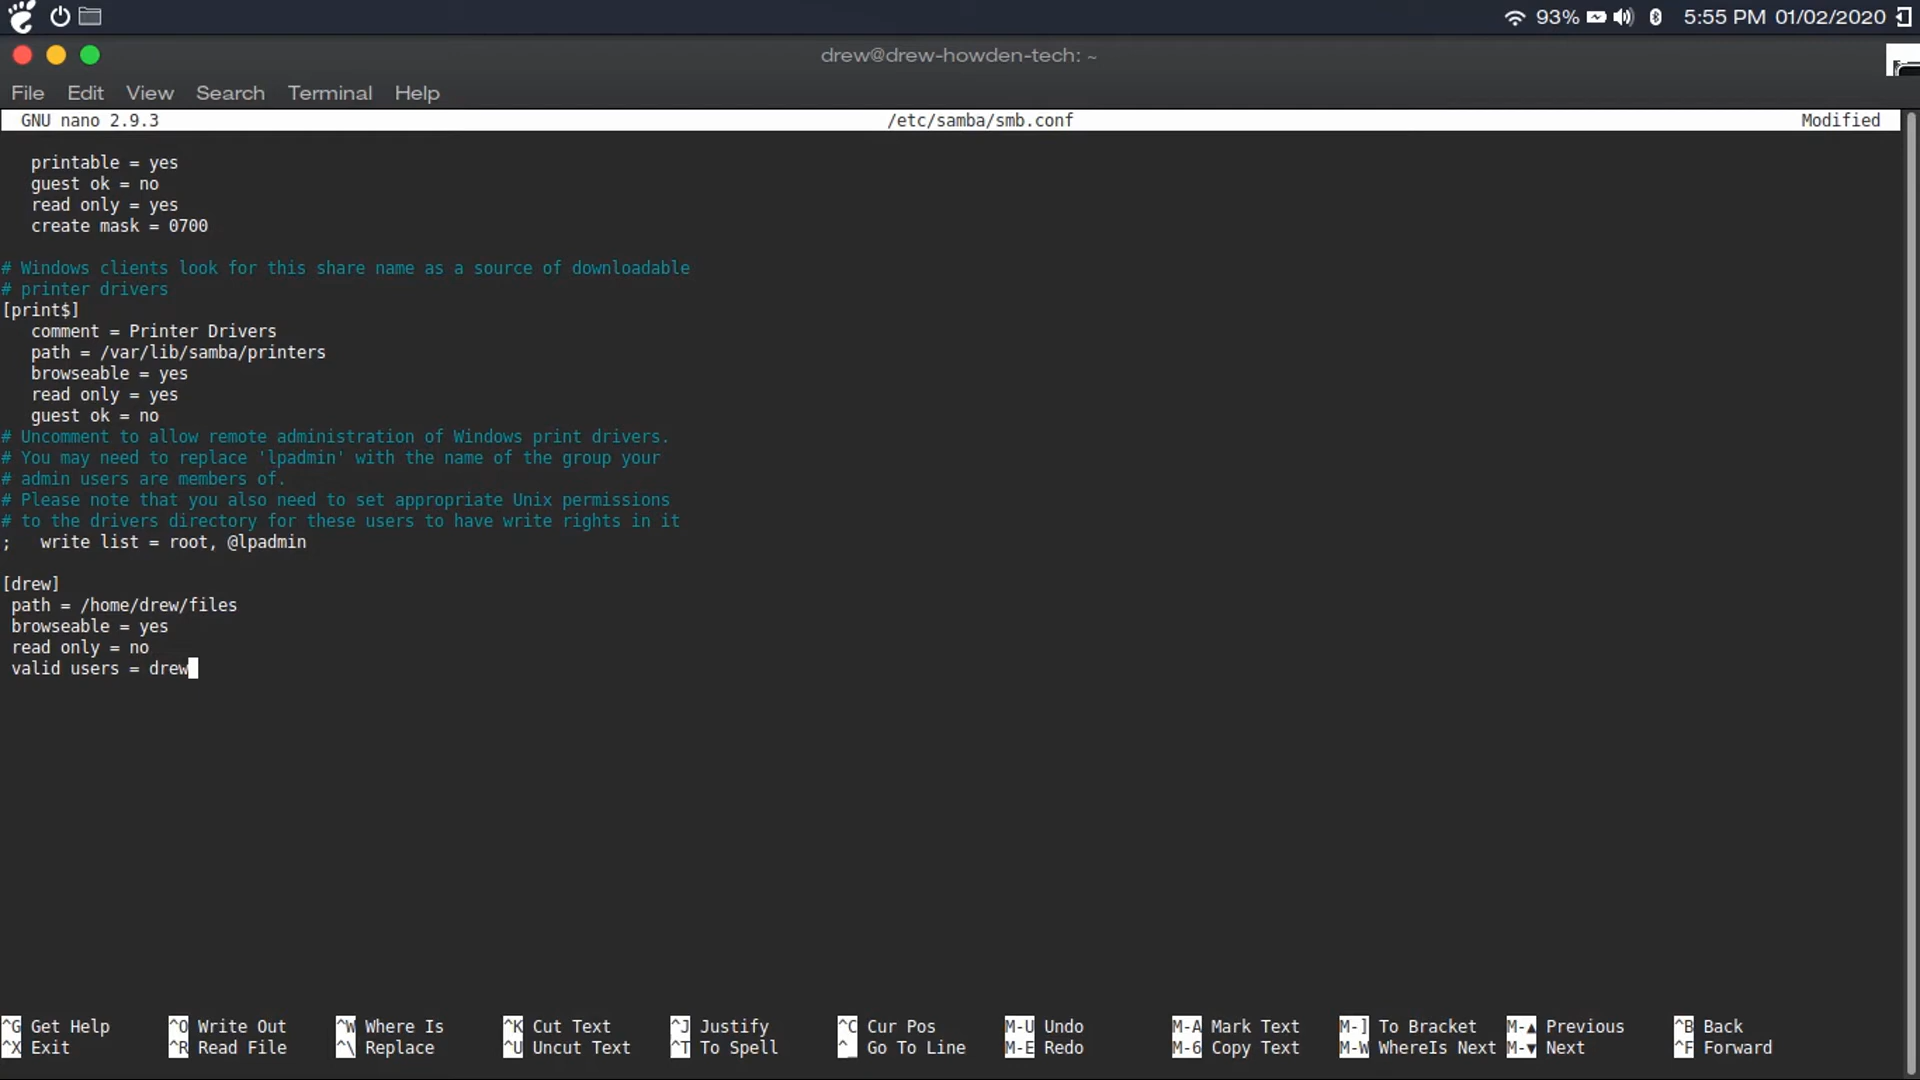 93% 5:55 PM 01/02/2020
drew@drew-howden-tech: ~
File Edit View Search Terminal Help
GNU nano 2.9.3 /etc/samba/smb.conf Modified
printable = yes
guest ok = no
read only = yes
create mask = 0700
# Windows clients look for this share name as a source of downloadable
# printer drivers
[print$]
comment = Printer Drivers
path = /var/lib/samba/printers
browseable = yes
read only = yes
guest ok = no
# Uncomment to allow remote administration of Windows print drivers.
# You may need to replace 'lpadmin' with the name of the group your
# admin users are members of.
# Please note that you also need to set appropriate Unix permissions
# to the drivers directory for these users to have write rights in it
;   write list = root, @lpadmin
[drew]
path = /home/drew/files
browseable = yes
read only = no
valid users = drew
^G Get Help ^O Write Out ^W Where Is ^K Cut Text ^J Justify ^C Cur Pos M-U Undo M-A Mark Text M-] To Bracket M-▲ Previous ^B Back
^X Exit ^R Read File ^\ Replace ^U Uncut Text ^T To Spell ^_ Go To Line M-E Redo M-6 Copy Text M-W WhereIs Next M-▼ Next ^F Forward